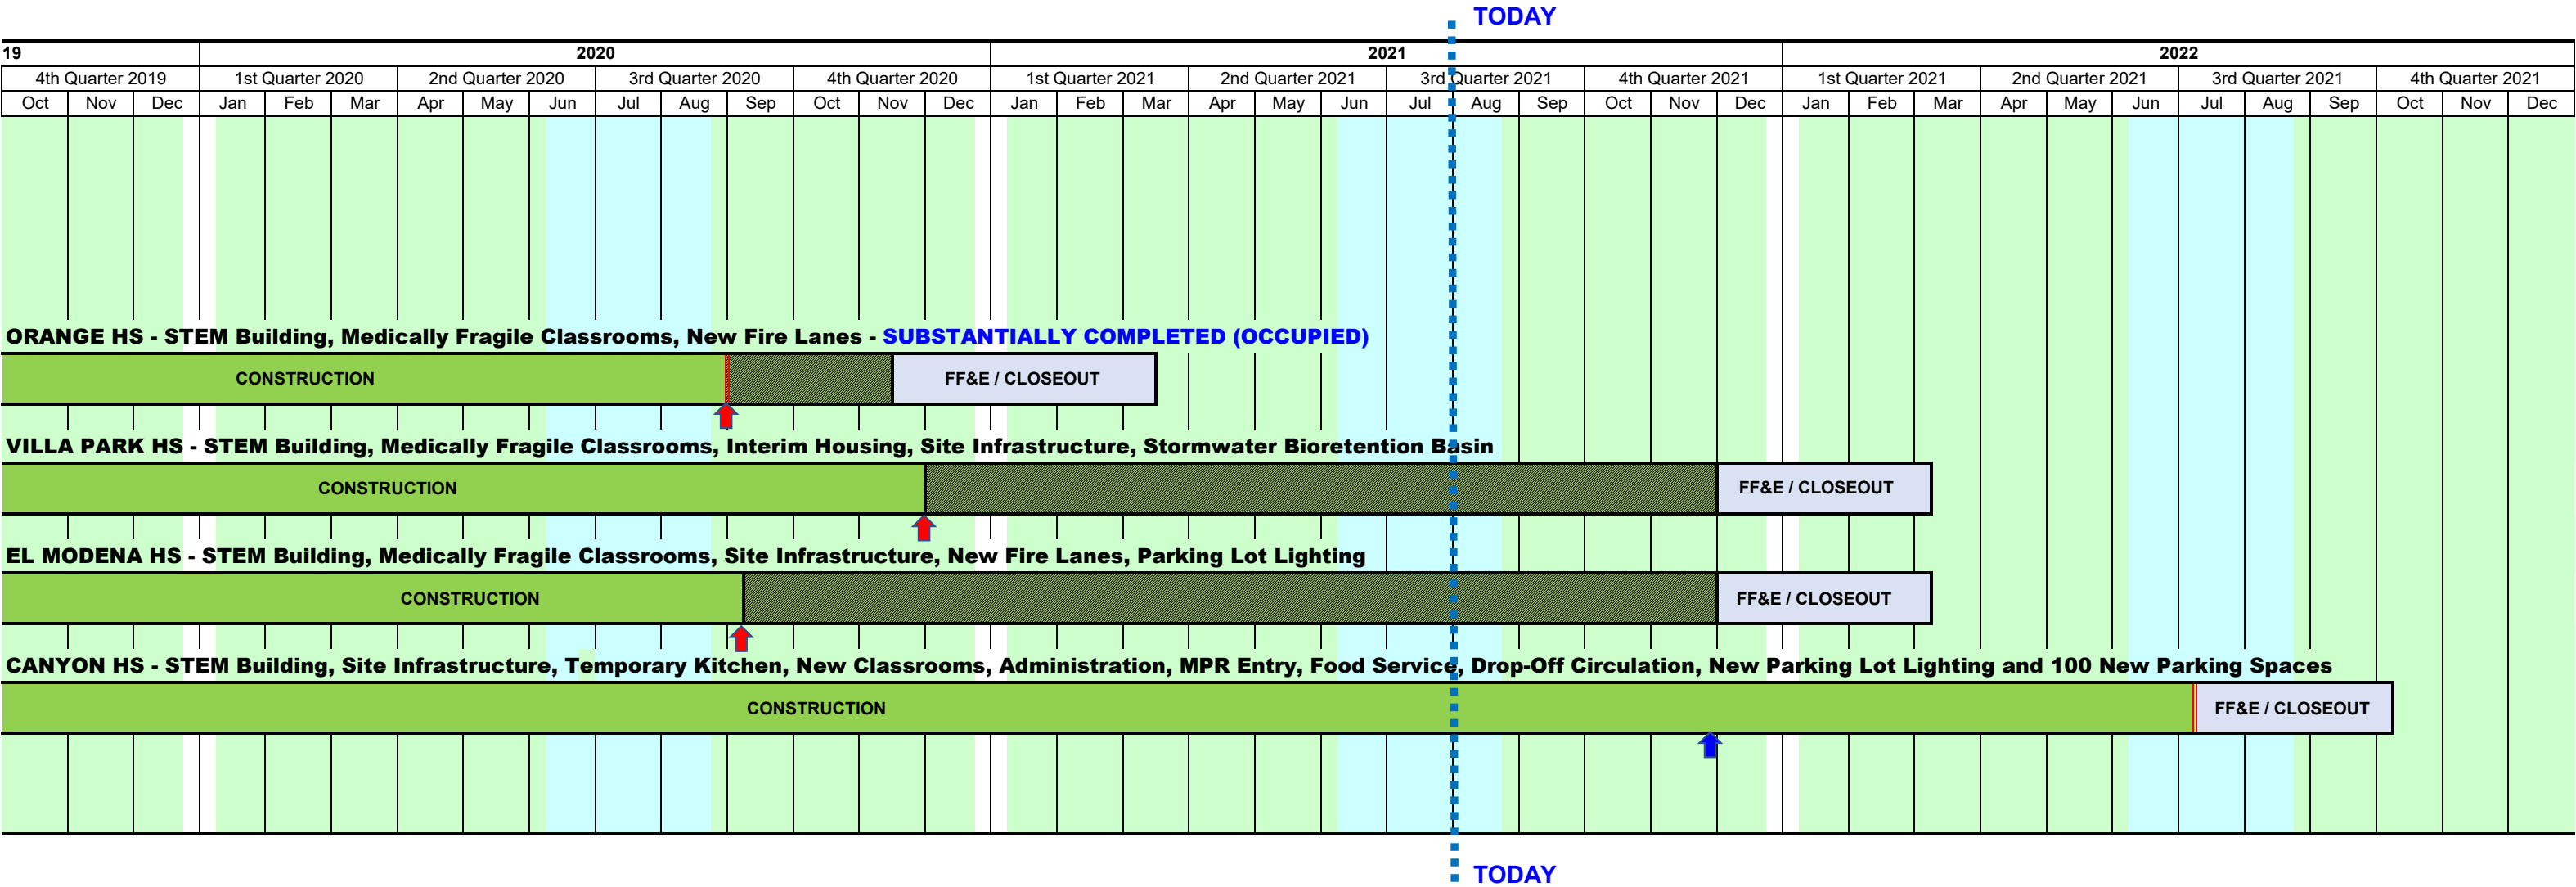 TODAY
19 2020 2021 2022
4th Quarter 2019 1st Quarter 2020 2nd Quarter 2020 3rd Quarter 2020 4th Quarter 2020 1st Quarter 2021 2nd Quarter 2021 3rd Quarter 2021 4th Quarter 2021 1st Quarter 2021 2nd Quarter 2021 3rd Quarter 2021 4th Quarter 2021
Oct Nov Dec Jan Feb Mar Apr May Jun Jul Aug Sep Oct Nov Dec Jan Feb Mar Apr May Jun Jul Aug Sep Oct Nov Dec Jan Feb Mar Apr May Jun Jul Aug Sep Oct Nov Dec
ORANGE HS - STEM Building, Medically Fragile Classrooms, New Fire Lanes - SUBSTANTIALLY COMPLETED (OCCUPIED)
CONSTRUCTION FF&E / CLOSEOUT
VILLA PARK HS - STEM Building, Medically Fragile Classrooms, Interim Housing, Site Infrastructure, Stormwater Bioretention Basin
CONSTRUCTION FF&E / CLOSEOUT
EL MODENA HS - STEM Building, Medically Fragile Classrooms, Site Infrastructure, New Fire Lanes, Parking Lot Lighting
CONSTRUCTION FF&E / CLOSEOUT
CANYON HS - STEM Building, Site Infrastructure, Temporary Kitchen, New Classrooms, Administration, MPR Entry, Food Service, Drop-Off Circulation, New Parking Lot Lighting and 100 New Parking Spaces
CONSTRUCTION FF&E / CLOSEOUT
TODAY